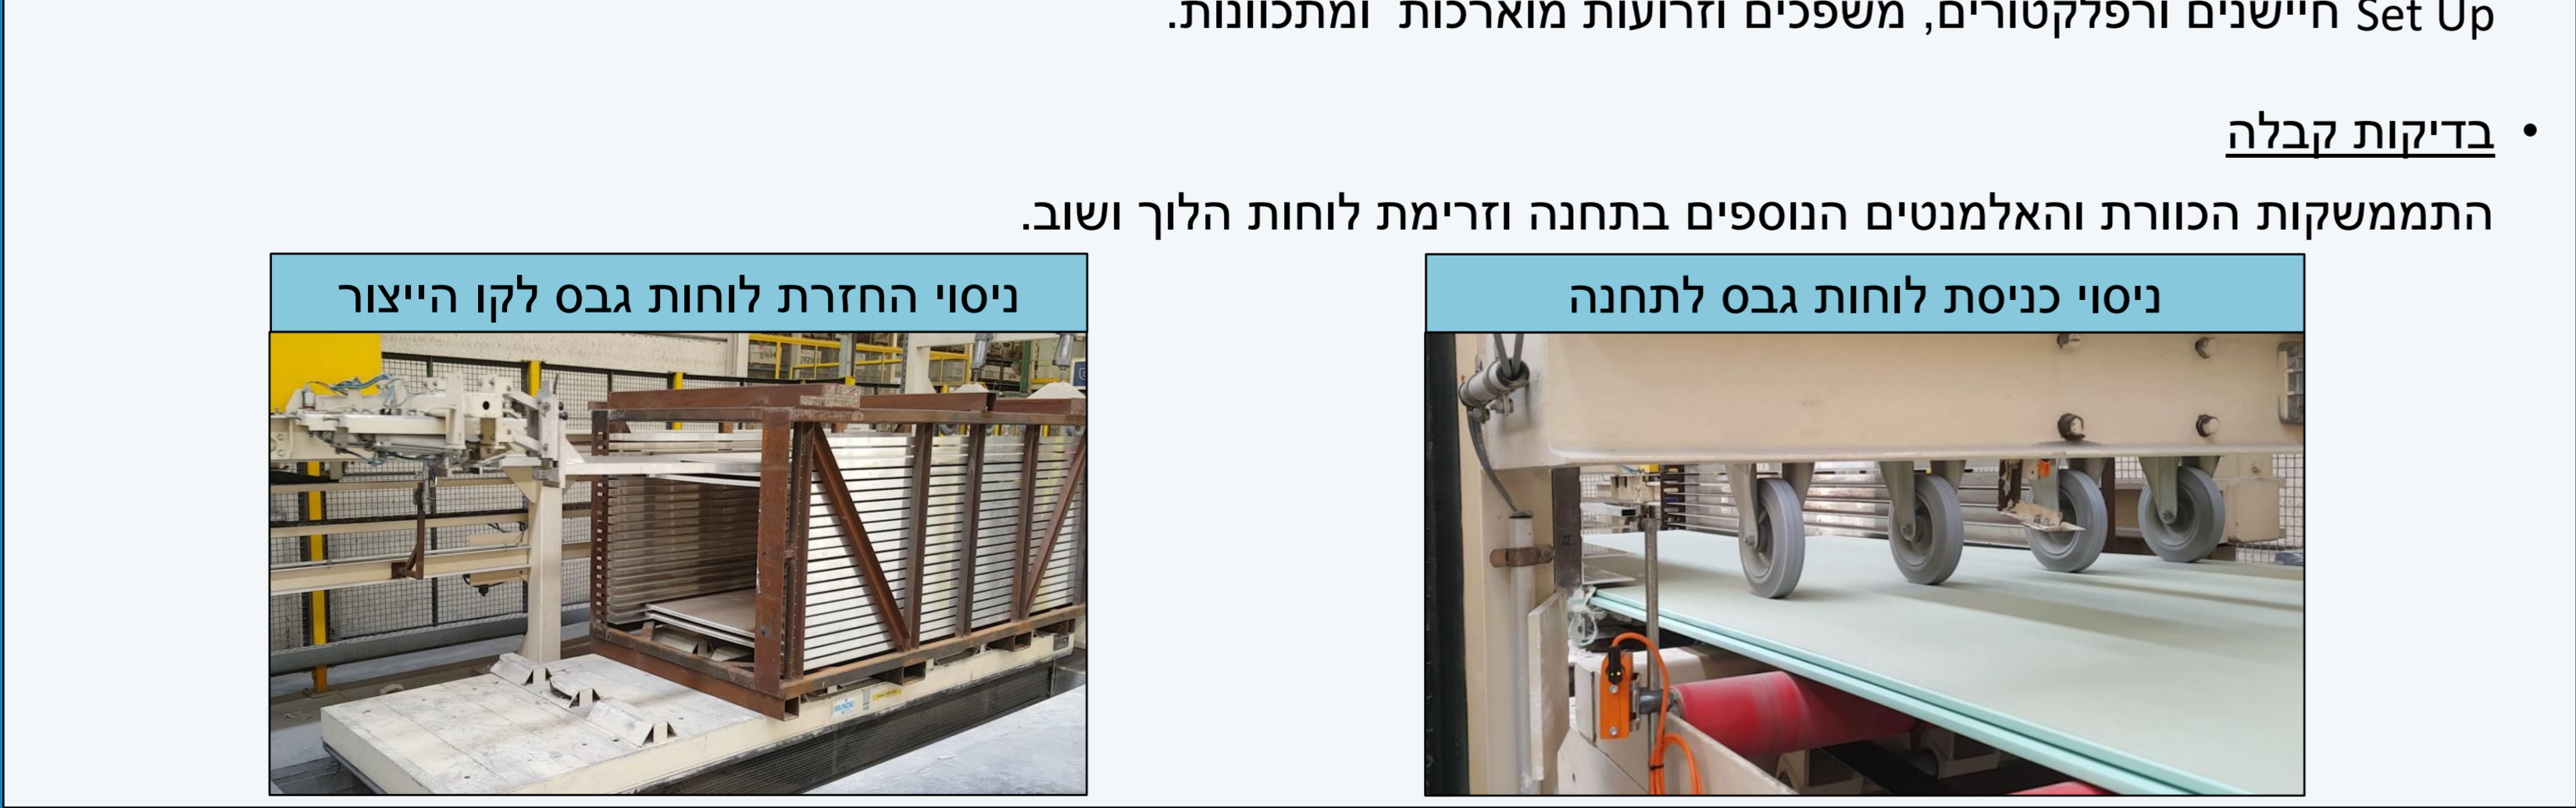 Set Up חיישנים ורפלקטורים, משפכים וזרועות מוארכות ומתכווננות.
• בדיקות קבלה
התממשקות הכוורת והאלמנטים הנוספים בתחנה וזרימת לוחות הלוך ושוב.
ניסוי כניסת לוחות גבס לתחנה
ניסוי החזרת לוחות גבס לקו הייצור